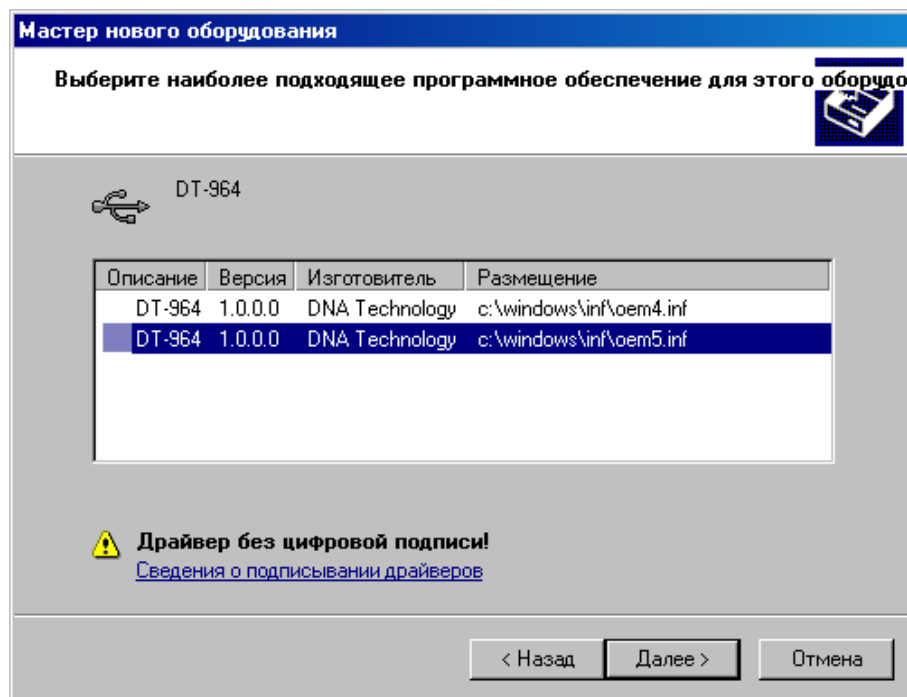 Мастер нового оборудования
Выберите наиболее подходящее программное обеспечение для этого оборудо
DT-964
Описание Версия Изготовитель Размещение
DT-964 1.0.0.0 DNA Technology c:\windows\inf\oem4.inf
DT-964 1.0.0.0 DNA Technology c:\windows\inf\oem5.inf
Драйвер без цифровой подписи!
Сведения о подписывании драйверов
< Назад Далее > Отмена